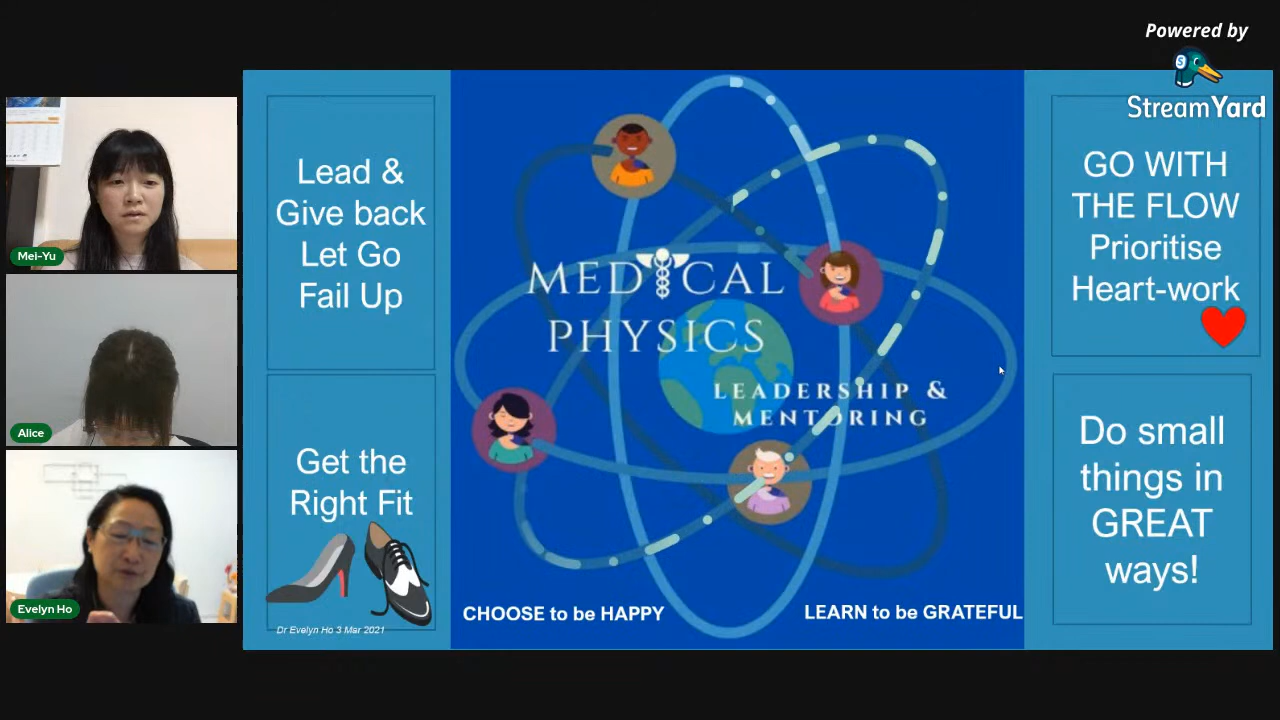 Powered by
StreamYard
Mei-Yu
Alice
Evelyn Ho
Lead &
Give back
Let Go
Fail Up
Get the
Right Fit
Dr Evelyn Ho 3 Mar 2021
MEDICAL
PHYSICS
LEADERSHIP &
MENTORING
CHOOSE to be HAPPY
LEARN to be GRATEFUL
GO WITH
THE FLOW
Prioritise
Heart-work
Do small
things in
GREAT
ways!